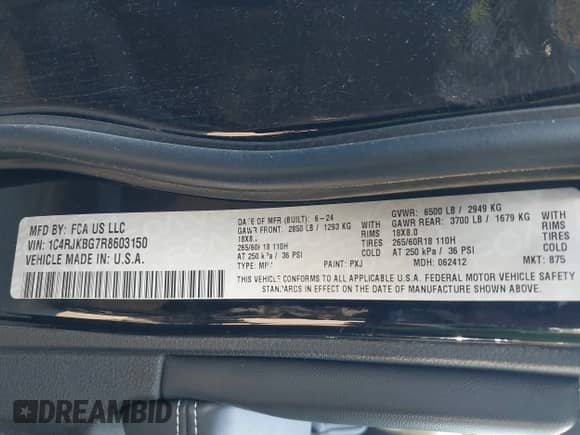 MFD BY: FCA US LLC
VIN: 1C4RJKBG7R8603150
VEHICLE MADE IN: U.S.A.
DATE OF MFR (BUILT): 6-24
GAWR FRONT: 2850 LB / 1293 KG WITH
18X8. RIMS
265/60 18 110H TIRES
AT 250 kPa / 36 PSI COLD
TYPE: PAINT: PXJ
GVWR: 6500 LB / 2949 KG
GAWR REAR: 3700 LB / 1679 KG WITH
18X8.0 RIMS
265/60R18 110H TIRES
AT 250 kPa / 36 PSI COLD
MDH: 062412 MKT: 875
THIS VEHICLE CONFORMS TO ALL APPLICABLE U.S.A. FEDERAL MOTOR VEHICLE SAFETY
STANDARDS IN EFFECT ON THE DATE OF MANUFACTURE SHOWN ABOVE.
DREAMBID